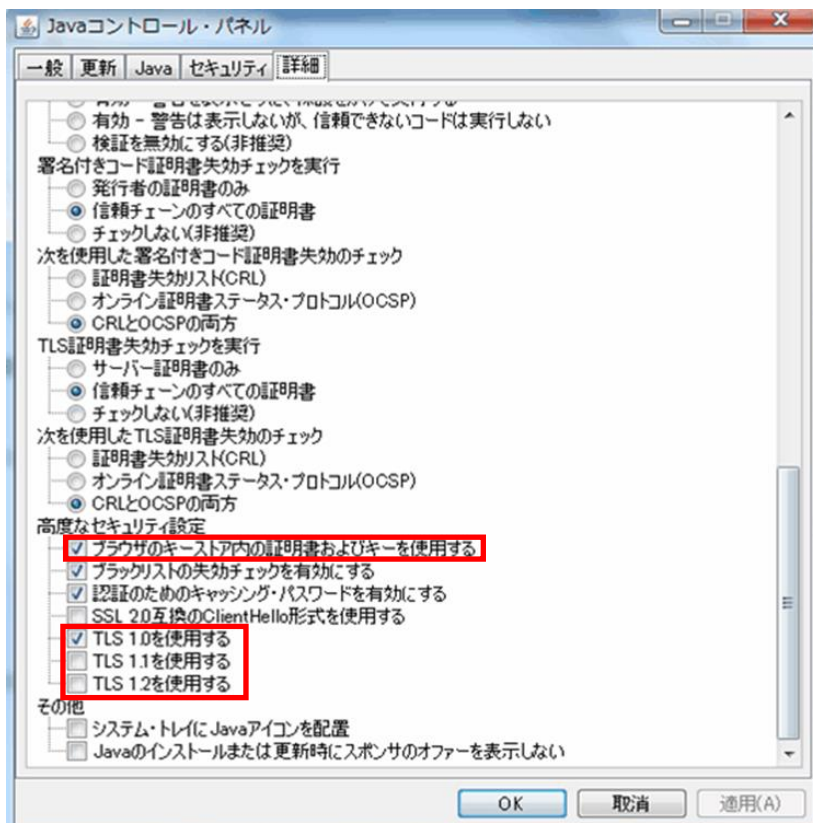 Javaコントロール・パネル
一般 更新 Java セキュリティ 詳細
有効 - 警告は表示しないが、信頼できないコードは実行しない
検証を無効にする(非推奨)
署名付きコード証明書失効チェックを実行
発行者の証明書のみ
信頼チェーンのすべての証明書
チェックしない(非推奨)
次を使用した署名付きコード証明書失効のチェック
証明書失効リスト(CRL)
オンライン証明書ステータス・プロトコル(OCSP)
CRLとOCSPの両方
TLS証明書失効チェックを実行
サーバー証明書のみ
信頼チェーンのすべての証明書
チェックしない(非推奨)
次を使用したTLS証明書失効のチェック
証明書失効リスト(CRL)
オンライン証明書ステータス・プロトコル(OCSP)
CRLとOCSPの両方
高度なセキュリティ設定
ブラウザのキーストア内の証明書およびキーを使用する
ブラックリストの失効チェックを有効にする
認証のためのキャッシング・パスワードを有効にする
SSL 2.0互換のClientHello形式を使用する
TLS 1.0を使用する
TLS 1.1を使用する
TLS 1.2を使用する
その他
システム・トレイにJavaアイコンを配置
Javaのインストールまたは更新時にスポンサのオファーを表示しない
OK 取消 適用(A)